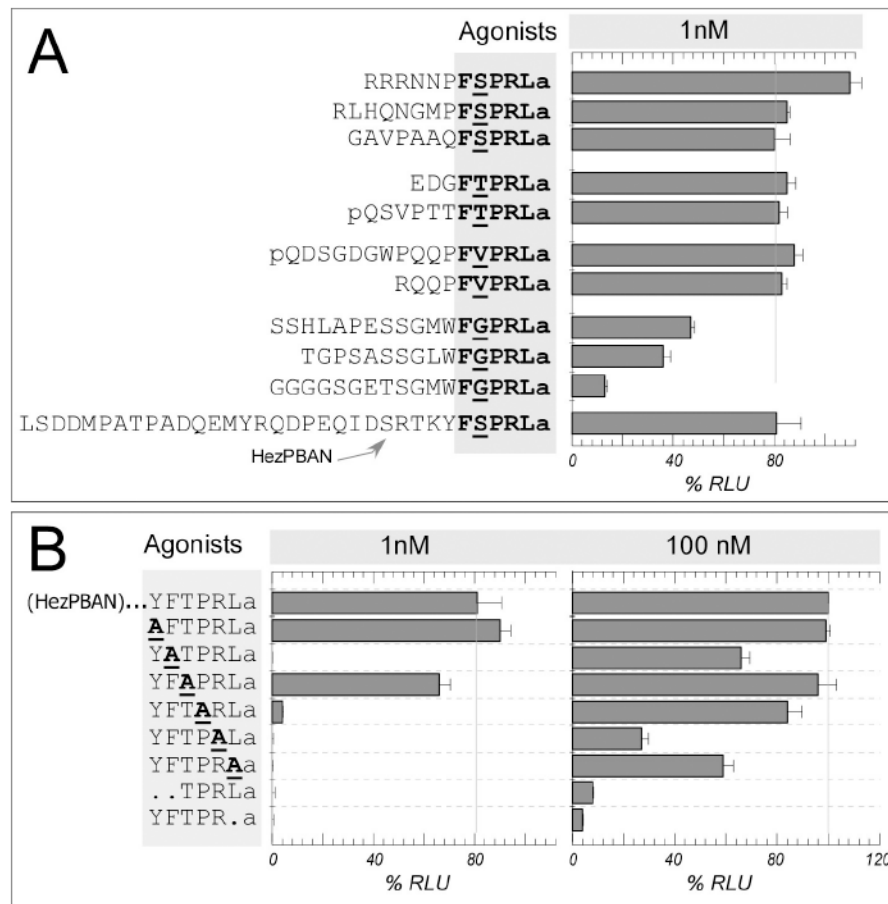 A
Agonists 1nM
RRRNNPFSPRLa
RLHQNGMPFSPRLa
GAVPAAQFSPRLa
EDGFTPRLa
pQSVPTTFTPRLa
pQDSGDGWPQQPFVPRLa
RQQPFVPRLa
SSHLAPESSGMWFGPRLa
TGPSASSGLWFGPRLa
GGGGSGETSGMWFGPRLa
LSDDMPATPADQEMYRQDPEQIDSRTKYFSPRLa
HezPBAN
0 40 80
% RLU
B
Agonists 1nM 100 nM
(HezPBAN)...YFTPRLa
AFTPRLa
YATPRLa
YFAPRLa
YFTARLa
YFTPALa
YFTPRAa
..TPRLa
YFTPR.a
0 40 80 0 40 80 120
% RLU % RLU